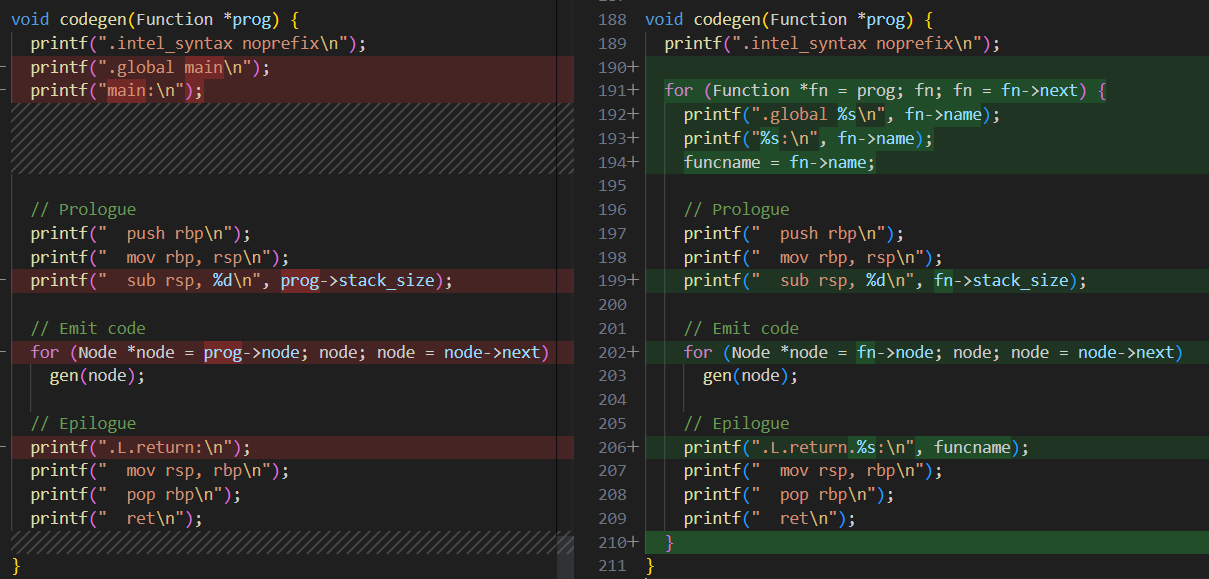 void codegen(Function *prog) {
  printf(".intel_syntax noprefix\n");
  printf(".global main\n");
  printf("main:\n");
  // Prologue
  printf("  push rbp\n");
  printf("  mov rbp, rsp\n");
  printf("  sub rsp, %d\n", prog->stack_size);
  // Emit code
  for (Node *node = prog->node; node; node = node->next)
    gen(node);
  // Epilogue
  printf(".L.return:\n");
  printf("  mov rsp, rbp\n");
  printf("  pop rbp\n");
  printf("  ret\n");
}
188 void codegen(Function *prog) {
189   printf(".intel_syntax noprefix\n");
190+
191+   for (Function *fn = prog; fn; fn = fn->next) {
192+     printf(".global %s\n", fn->name);
193+     printf("%s:\n", fn->name);
194+     funcname = fn->name;
195
196     // Prologue
197     printf("  push rbp\n");
198     printf("  mov rbp, rsp\n");
199+     printf("  sub rsp, %d\n", fn->stack_size);
200
201     // Emit code
202+     for (Node *node = fn->node; node; node = node->next)
203       gen(node);
204
205     // Epilogue
206+     printf(".L.return.%s:\n", funcname);
207     printf("  mov rsp, rbp\n");
208     printf("  pop rbp\n");
209     printf("  ret\n");
210+   }
211 }